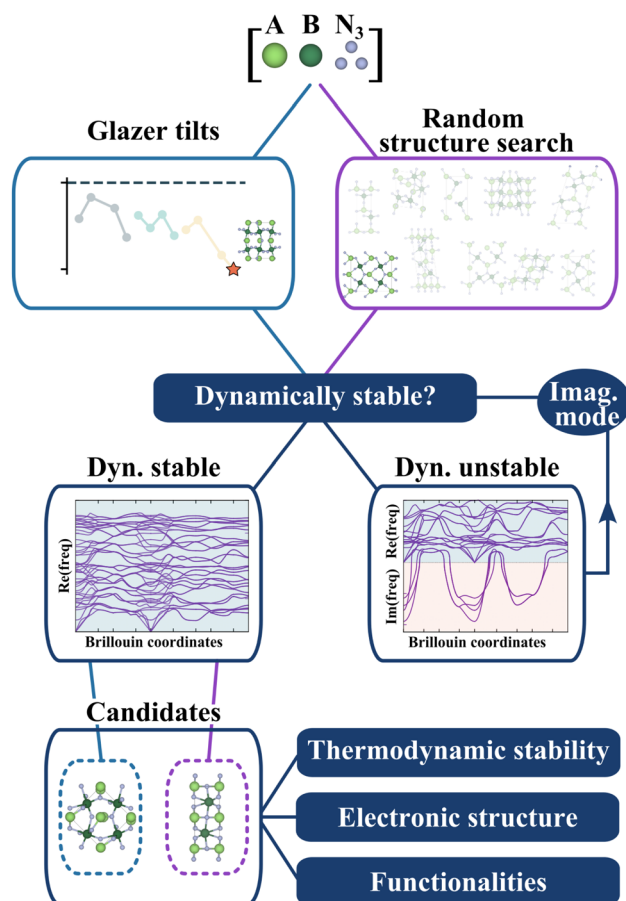 A B N3
Glazer tilts
Random
structure search
Dynamically stable?
Imag.
mode
Dyn. stable
Dyn. unstable
Re(freq)
Brillouin coordinates
Re(freq)
Im(freq)
Brillouin coordinates
Candidates
Thermodynamic stability
Electronic structure
Functionalities